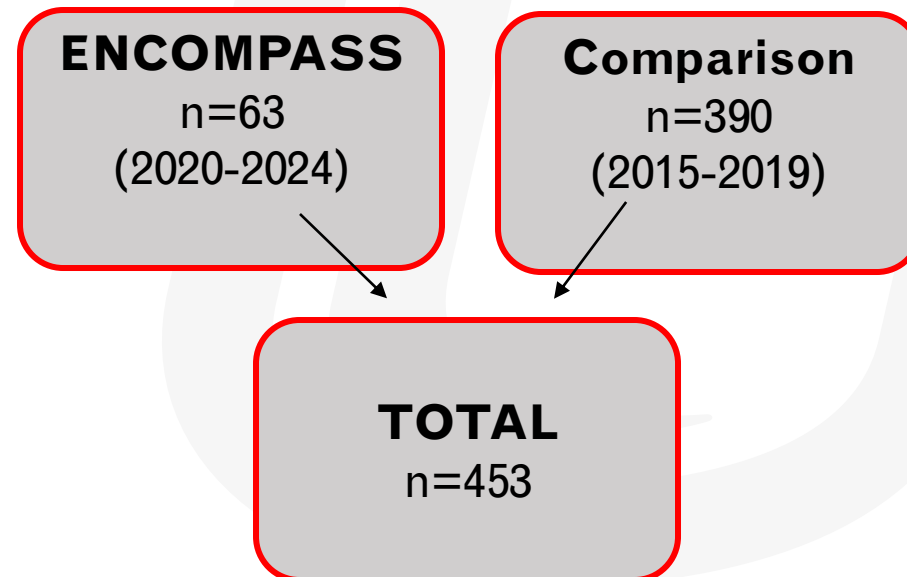 ENCOMPASS
n=63
(2020-2024)
Comparison
n=390
(2015-2019)
TOTAL
n=453